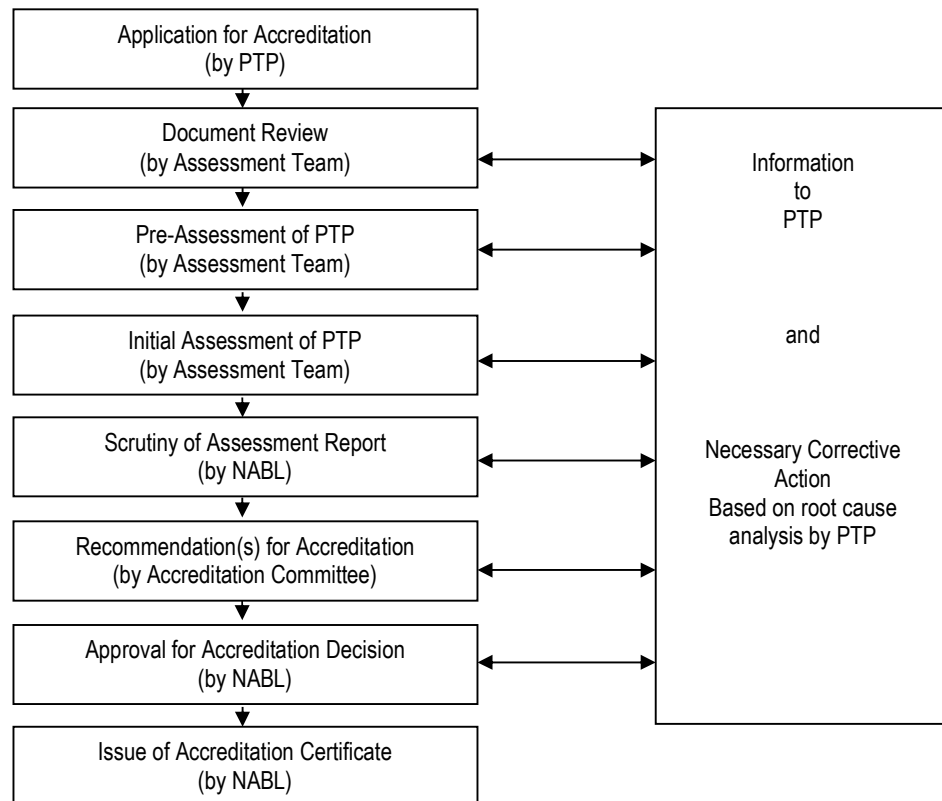 Application for Accreditation
(by PTP)
Document Review
(by Assessment Team)
Pre-Assessment of PTP
(by Assessment Team)
Initial Assessment of PTP
(by Assessment Team)
Scrutiny of Assessment Report
(by NABL)
Recommendation(s) for Accreditation
(by Accreditation Committee)
Approval for Accreditation Decision
(by NABL)
Issue of Accreditation Certificate
(by NABL)
Information
to
PTP
and
Necessary Corrective
Action
Based on root cause
analysis by PTP